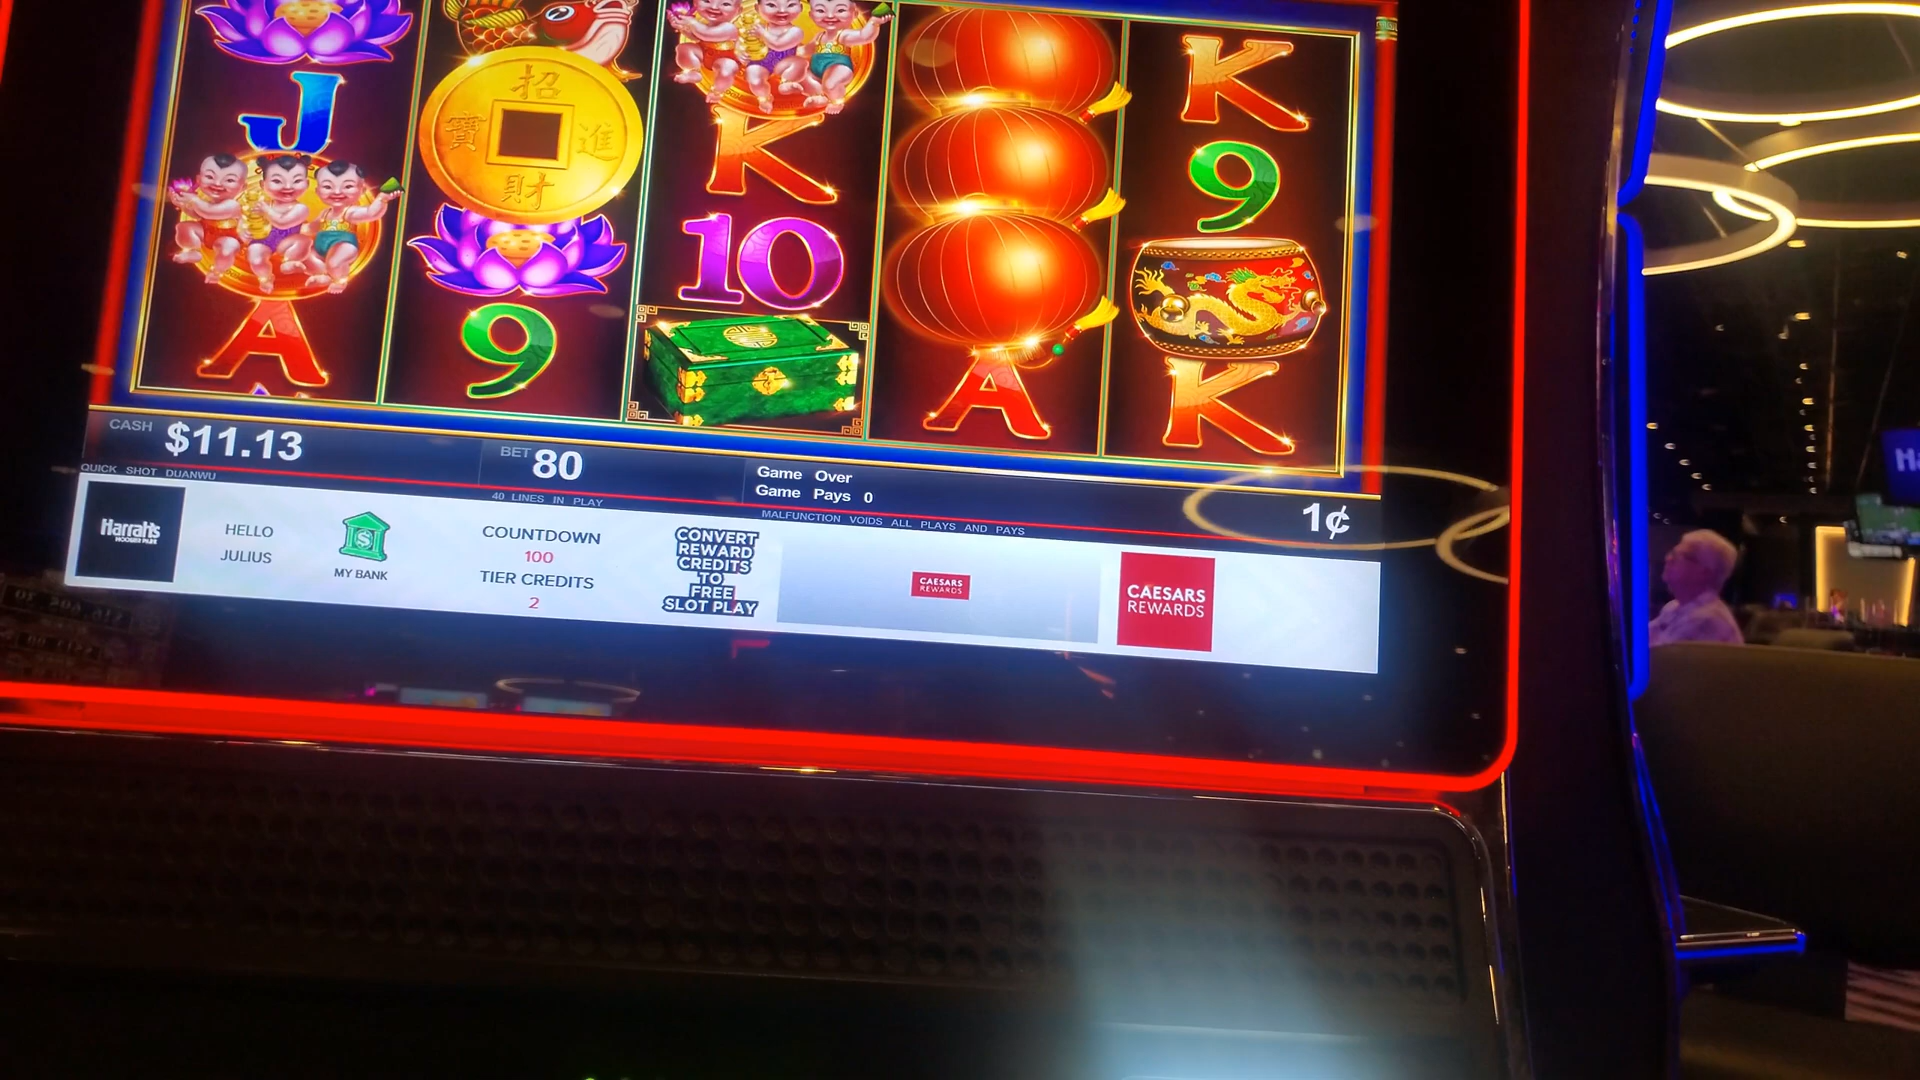 J
K
K
招
寶 進
財
9
10
A
9
A
K
CASH $11.13
BET 80
Game Over
Game Pays 0
1¢
QUICK SHOT DUANWU
40 LINES IN PLAY
MALFUNCTION VOIDS ALL PLAYS AND PAYS
Harrah's
HOOSIER PARK
HELLO
JULIUS
MY BANK
COUNTDOWN
100
TIER CREDITS
2
CONVERT
REWARD
CREDITS
TO
FREE
SLOT PLAY
CAESARS
REWARDS
CAESARS
REWARDS